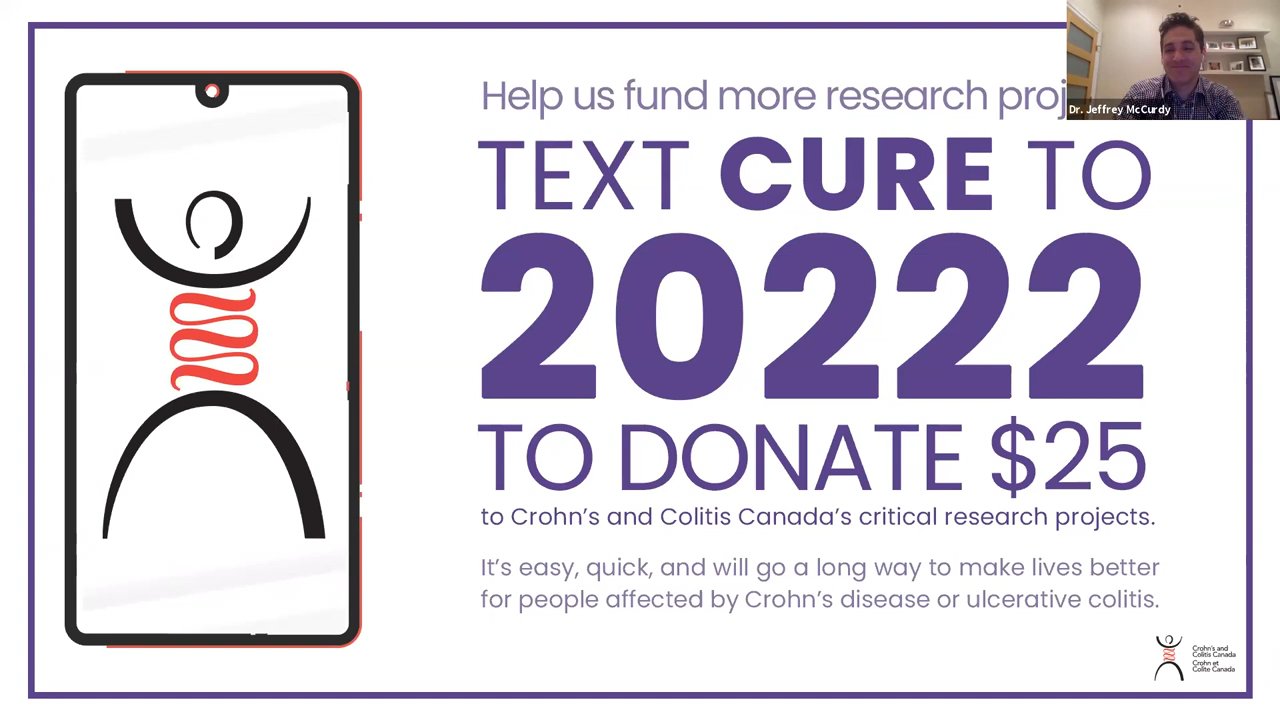 Help us fund more research proj
Dr. Jeffrey McCurdy
TEXT CURE TO
20222
TO DONATE $25
to Crohn's and Colitis Canada's critical research projects.
It's easy, quick, and will go a long way to make lives better
for people affected by Crohn's disease or ulcerative colitis.
Crohn's and
Colitis Canada
Crohn et
Colite Canada